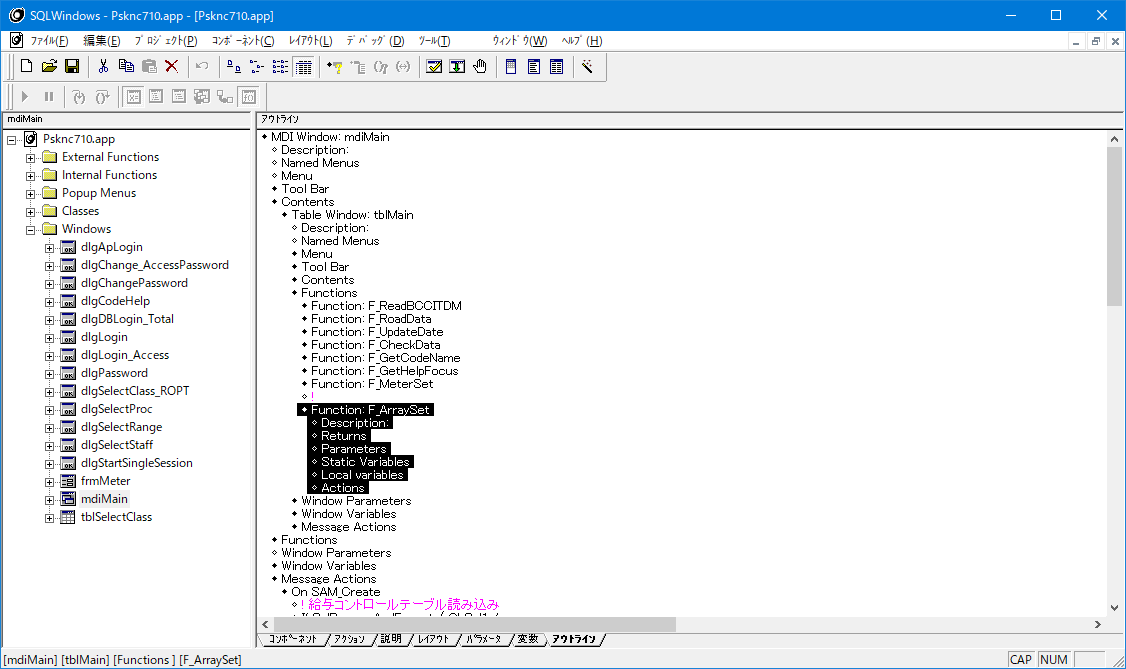 SQLWindows - Psknc710.app - [Psknc710.app]
ﾌｧｲﾙ(F) 編集(E) ﾌﾟﾛｼﾞｪｸﾄ(P) ｺﾝﾎﾟｰﾈﾝﾄ(C) ﾚｲｱｳﾄ(L) ﾃﾞﾊﾞｯｸﾞ(D) ﾂｰﾙ(T) ｳｨﾝﾄﾞｳ(W) ﾍﾙﾌﾟ(H)
mdiMain
Psknc710.app
External Functions
Internal Functions
Popup Menus
Classes
Windows
dlgApLogin
dlgChange_AccessPassword
dlgChangePassword
dlgCodeHelp
dlgDBLogin_Total
dlgLogin
dlgLogin_Access
dlgPassword
dlgSelectClass_ROPT
dlgSelectProc
dlgSelectRange
dlgSelectStaff
dlgStartSingleSession
frmMeter
mdiMain
tblSelectClass
ｱｳﾄﾗｲﾝ
MDI Window: mdiMain
Description:
Named Menus
Menu
Tool Bar
Contents
Table Window: tblMain
Description:
Named Menus
Menu
Tool Bar
Contents
Functions
Function: F_ReadBCCITDM
Function: F_RoadData
Function: F_UpdateDate
Function: F_CheckData
Function: F_GetCodeName
Function: F_GetHelpFocus
Function: F_MeterSet
!
Function: F_ArraySet
Description:
Returns
Parameters
Static Variables
Local variables
Actions
Window Parameters
Window Variables
Message Actions
Functions
Window Parameters
Window Variables
Message Actions
On SAM_Create
! 給与コントロールテーブル読み込み
ｺﾝﾎﾟｰﾈﾝﾄ ｱｸｼｮﾝ 説明 ﾚｲｱｳﾄ ﾊﾟﾗﾒｰﾀ 変数 ｱｳﾄﾗｲﾝ
[mdiMain] [tblMain] [Functions ] [F_ArraySet] CAP NUM